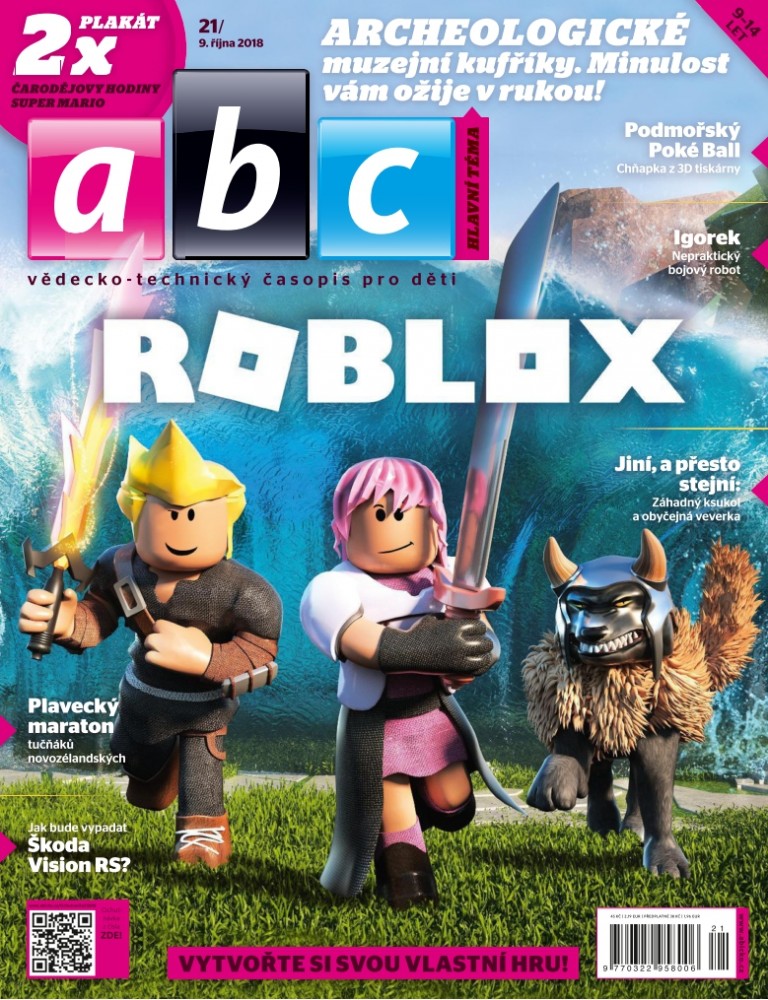 2x PLAKÁT
ČARODĚJOVY HODINY
SUPER MARIO
21/
9. října 2018
ARCHEOLOGICKÉ
muzejní kufříky. Minulost
vám ožije v rukou!
9-14
LET
abc
HLAVNÍ TÉMA
vědecko-technický časopis pro děti
Podmořský
Poké Ball
Chňapka z 3D tiskárny
Igorek
Nepraktický
bojový robot
ROBLOX
Jiní, a přesto
stejní:
Záhadný ksukol
a obyčejná veverka
Plavecký
maraton
tučňáků
novozélandských
Jak bude vypadat
Škoda
Vision RS?
ZDE!
VYTVOŘTE SI SVOU VLASTNÍ HRU!
21
9 770322 958006